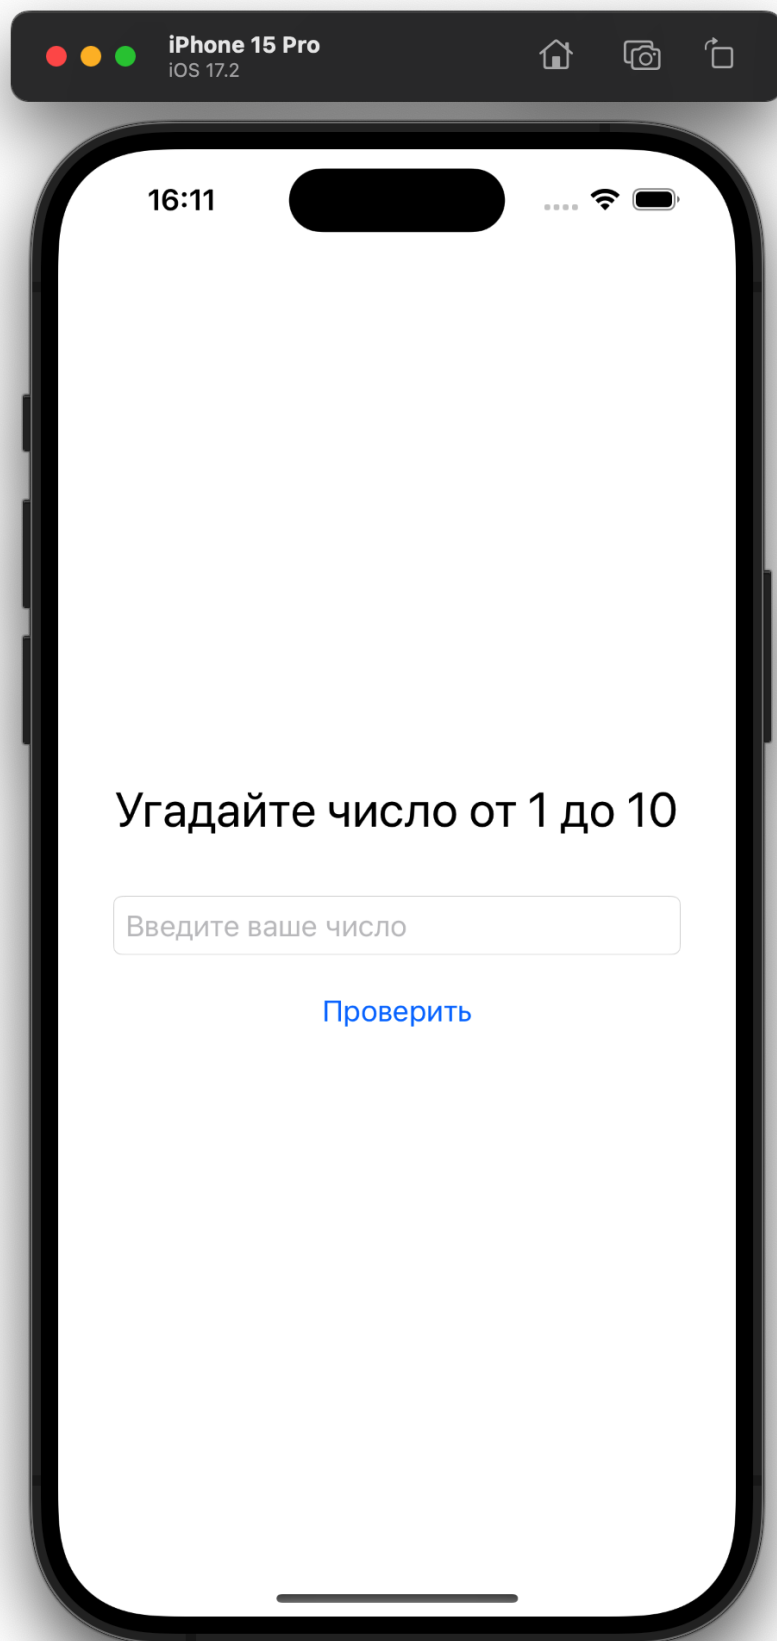 iPhone 15 Pro
iOS 17.2
16:11
Угадайте число от 1 до 10
Введите ваше число
Проверить